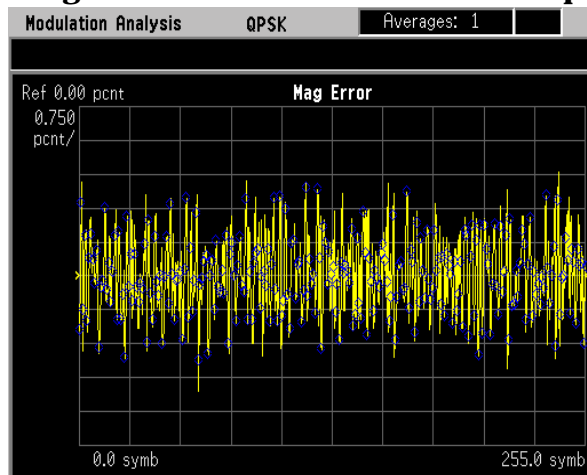 Modulation Analysis QPSK Averages: 1
Ref 0.00 pcnt Mag Error
0.750
pcnt/
0.0 symb 255.0 symb